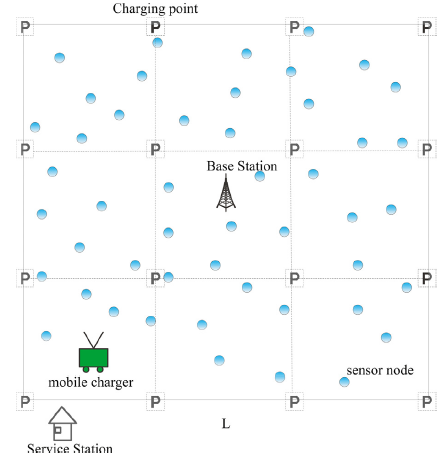 Charging point
P P P P
P P P P
Base Station
P P P P
mobile charger
sensor node
P P P P
L
Service Station